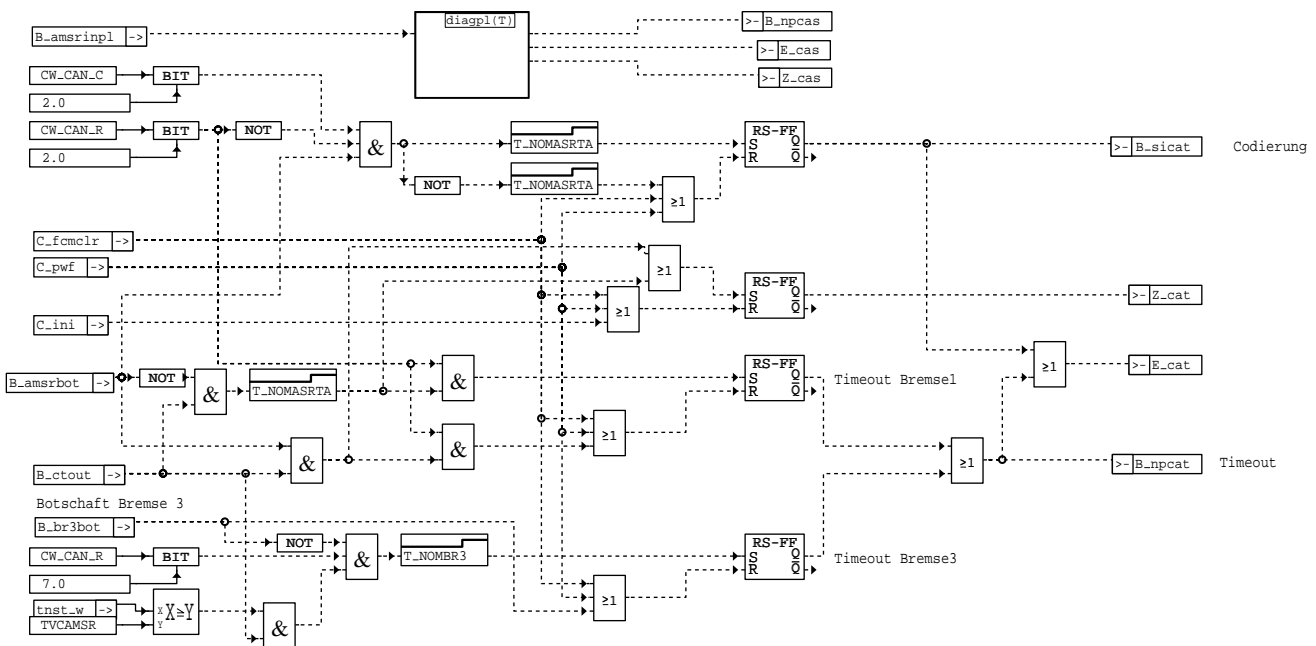 diagpl(T)
>- B_npcas
B_amsrinpl ->
>- E_cas
CW_CAN_C
BIT
>- Z_cas
2.0
CW_CAN_R
BIT
NOT
&
T_NOMASRTA
RS-FF
S Q
R Q
>- B_sicat
Codierung
2.0
NOT
T_NOMASRTA
≥1
C_fcmclr ->
C_pwf ->
≥1
RS-FF
S Q
R Q
>- Z_cat
≥1
C_ini ->
RS-FF
S Q
R Q
≥1
>- E_cat
B_amsrbot ->
NOT
&
T_NOMASRTA
&
Timeout Bremse1
≥1
&
&
≥1
B_ctout ->
>- B_npcat
Timeout
Botschaft Bremse 3
B_br3bot ->
NOT
CW_CAN_R
BIT
&
T_NOMBR3
RS-FF
S Q
R Q
Timeout Bremse3
7.0
≥1
tnst_w ->
X
Y
X≥Y
TVCAMSR
&